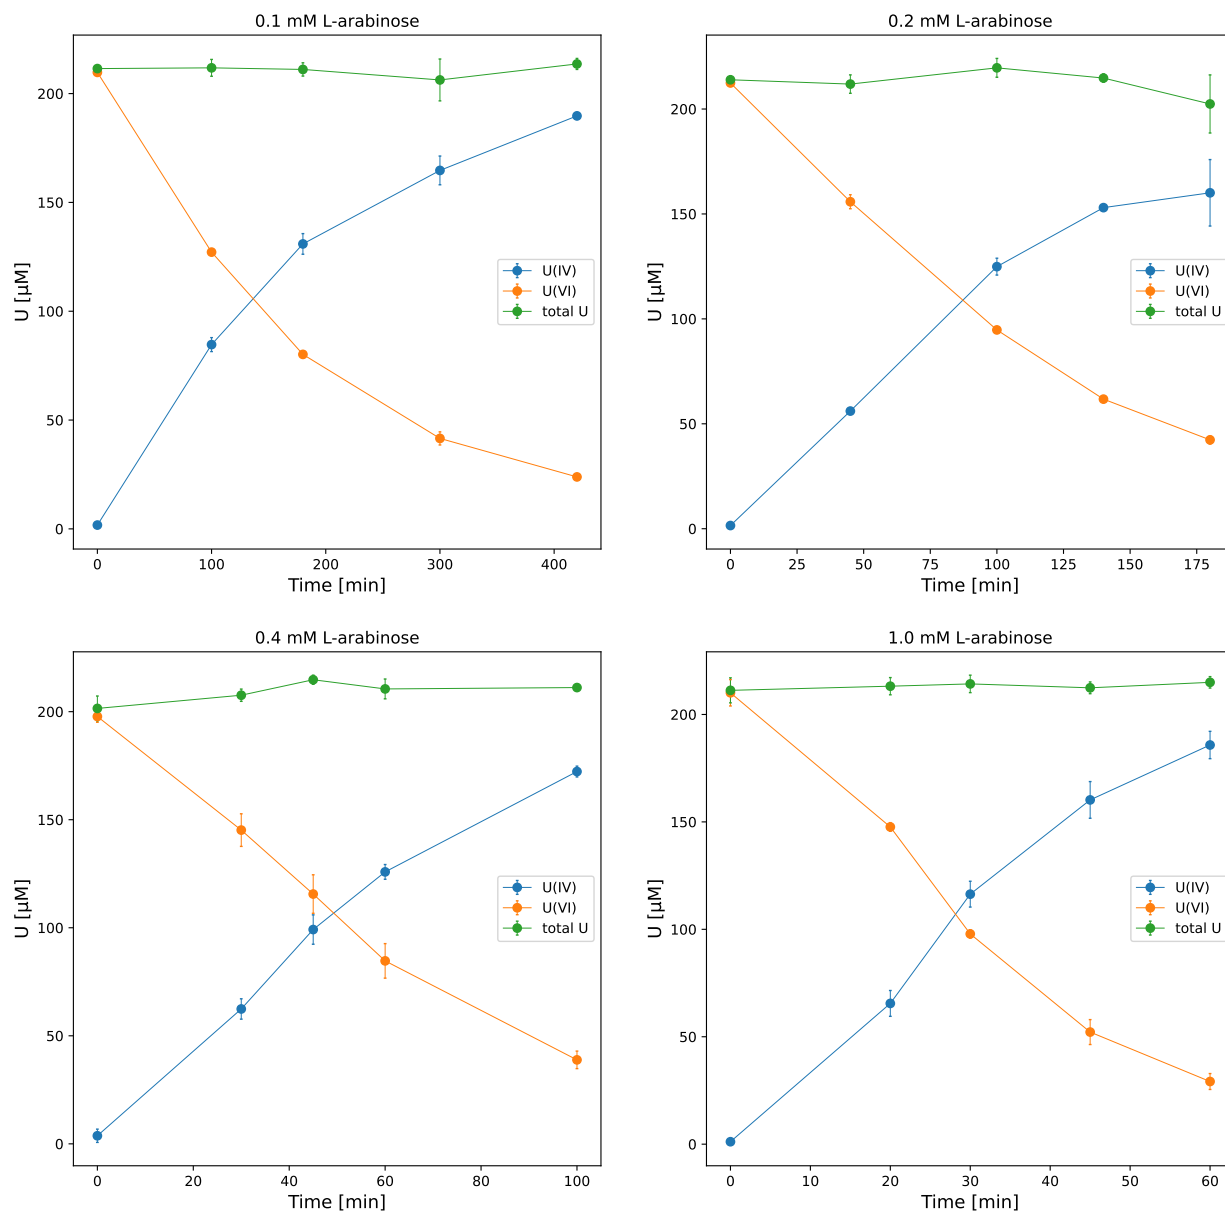 0.1 mM L-arabinose
200
150
100
50
0
U [µM]
U(IV)
U(VI)
total U
0 100 200 300 400
Time [min]
0.2 mM L-arabinose
200
150
100
50
0
U [µM]
U(IV)
U(VI)
total U
0 25 50 75 100 125 150 175
Time [min]
0.4 mM L-arabinose
200
150
100
50
0
U [µM]
U(IV)
U(VI)
total U
0 20 40 60 80 100
Time [min]
1.0 mM L-arabinose
200
150
100
50
0
U [µM]
U(IV)
U(VI)
total U
0 10 20 30 40 50 60
Time [min]